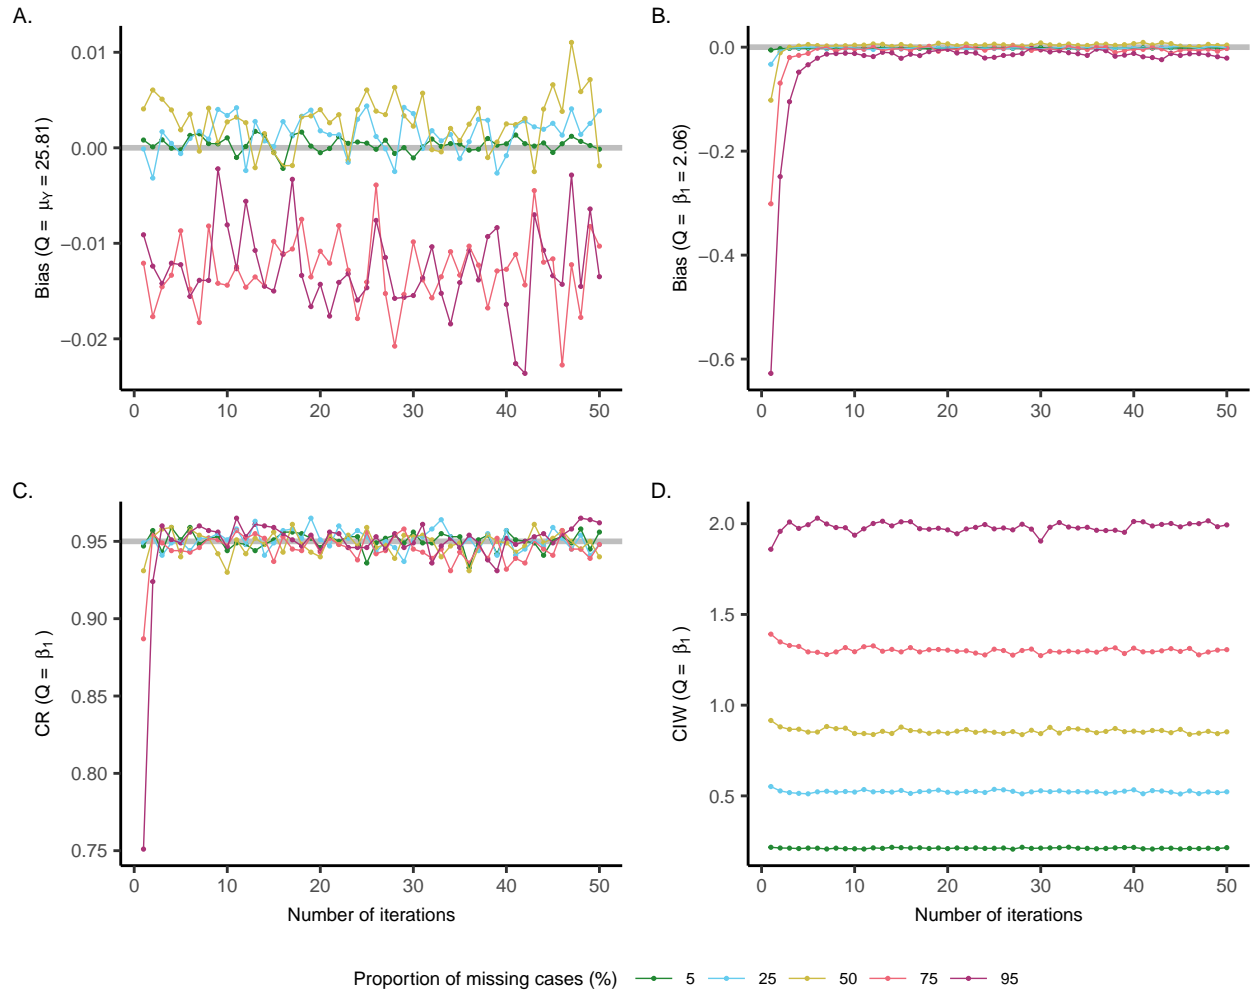 A.
B.
Bias (Q = μY = 25.81)
0.01
0.00
−0.01
−0.02
0 10 20 30 40 50
Bias (Q = β1 = 2.06)
0.0
−0.2
−0.4
−0.6
0 10 20 30 40 50
C.
D.
CR (Q = β1 )
0.95
0.90
0.85
0.80
0.75
0 10 20 30 40 50
Number of iterations
CIW (Q = β1 )
2.0
1.5
1.0
0.5
0 10 20 30 40 50
Number of iterations
Proportion of missing cases (%) 5 25 50 75 95